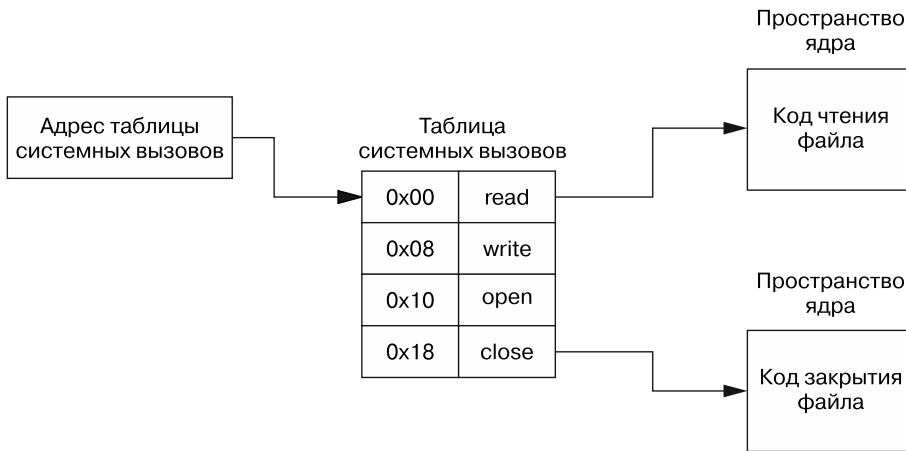 Пространство
ядра
Код чтения
файла
Адрес таблицы
системных вызовов
Таблица
системных вызовов
0x00 read
0x08 write
0x10 open
0x18 close
Пространство
ядра
Код закрытия
файла